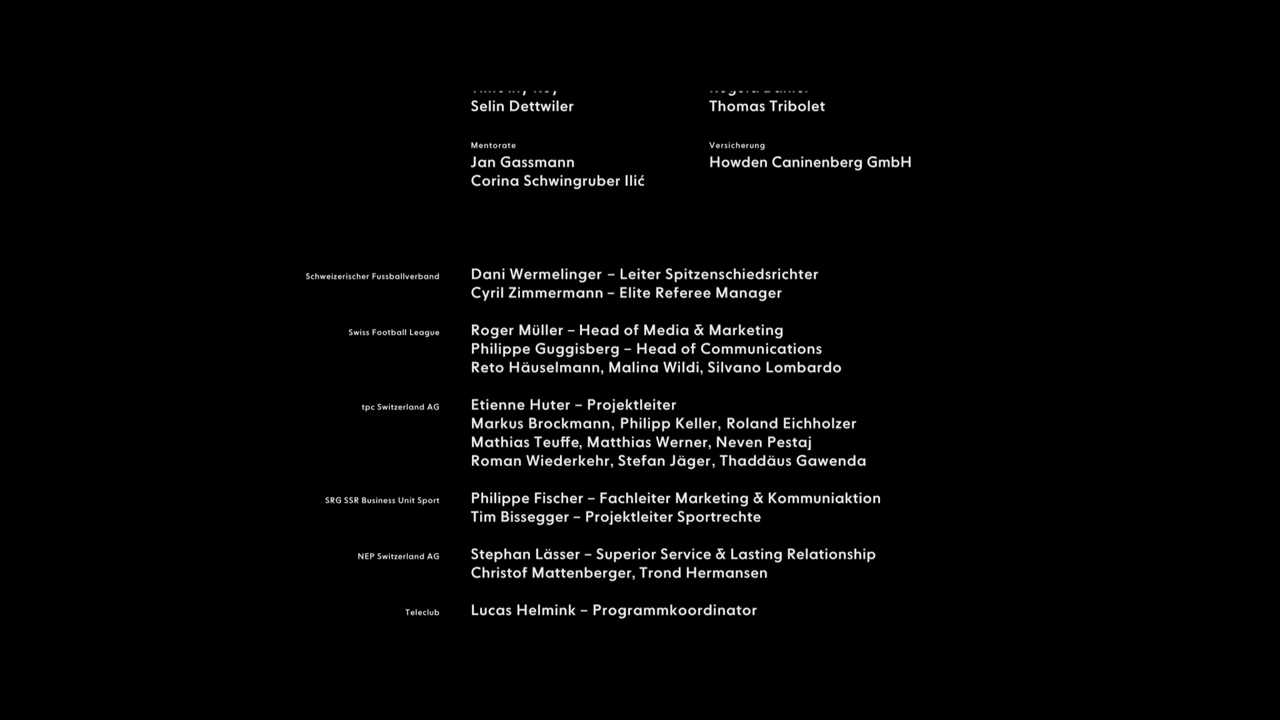 Selin Dettwiler
Thomas Tribolet
Mentorate
Jan Gassmann
Corina Schwingruber Ilić
Versicherung
Howden Caninenberg GmbH
Schweizerischer Fussballverband
Dani Wermelinger – Leiter Spitzenschiedsrichter
Cyril Zimmermann – Elite Referee Manager
Swiss Football League
Roger Müller – Head of Media & Marketing
Philippe Guggisberg – Head of Communications
Reto Häuselmann, Malina Wildi, Silvano Lombardo
tpc Switzerland AG
Etienne Huter – Projektleiter
Markus Brockmann, Philipp Keller, Roland Eichholzer
Mathias Teuffe, Matthias Werner, Neven Pestaj
Roman Wiederkehr, Stefan Jäger, Thaddäus Gawenda
SRG SSR Business Unit Sport
Philippe Fischer – Fachleiter Marketing & Kommuniaktion
Tim Bissegger – Projektleiter Sportrechte
NEP Switzerland AG
Stephan Lässer – Superior Service & Lasting Relationship
Christof Mattenberger, Trond Hermansen
Teleclub
Lucas Helmink – Programmkoordinator